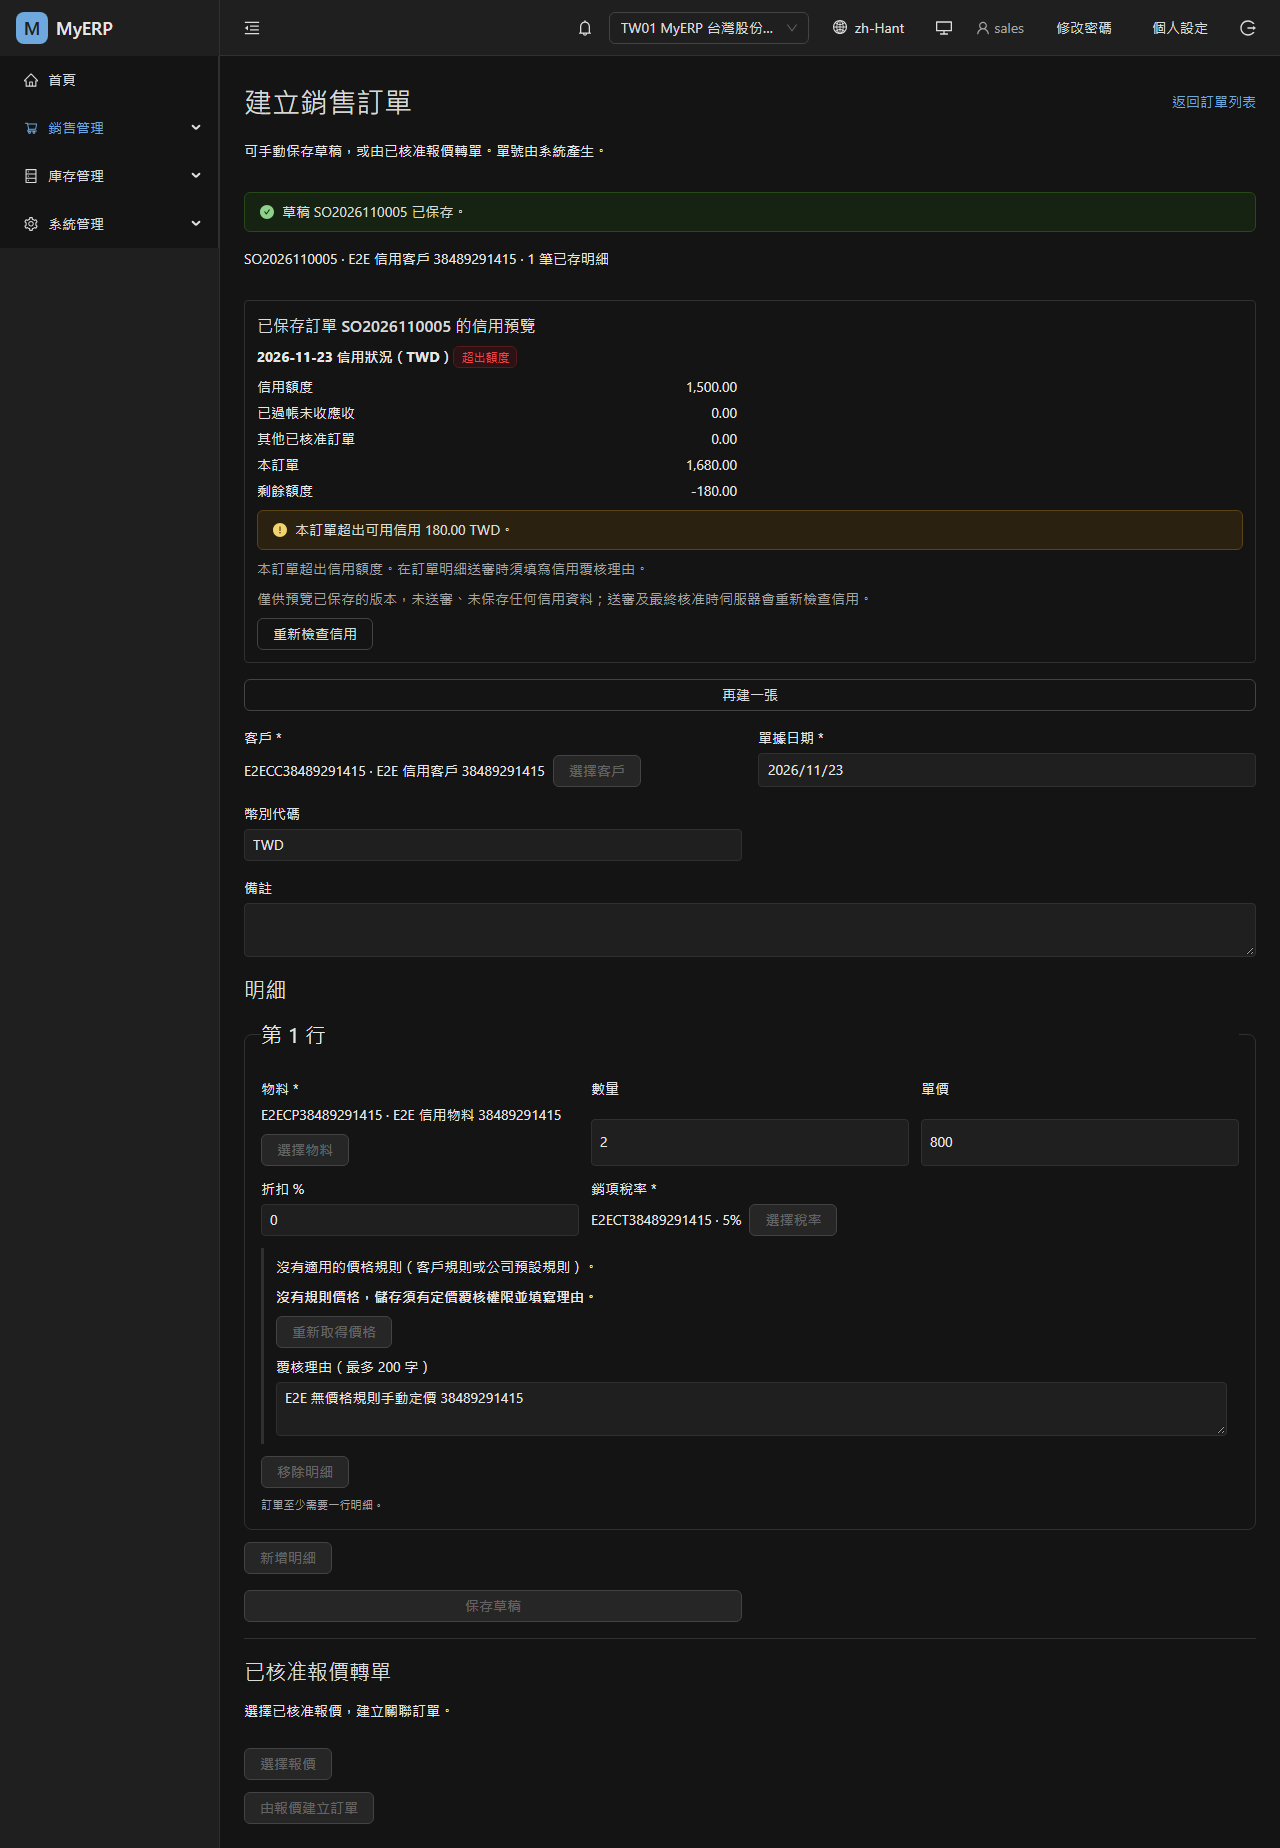 M MyERP
TW01 MyERP 台灣股份...
zh-Hant
sales
修改密碼
個人設定
首頁
銷售管理
庫存管理
系統管理
建立銷售訂單
返回訂單列表
可手動保存草稿，或由已核准報價轉單。單號由系統產生。
草稿 SO2026110005 已保存。
SO2026110005 · E2E 信用客戶 38489291415 · 1 筆已存明細
已保存訂單 SO2026110005 的信用預覽
2026-11-23 信用狀況（TWD） 超出額度
信用額度 1,500.00
已過帳未收應收 0.00
其他已核准訂單 0.00
本訂單 1,680.00
剩餘額度 -180.00
本訂單超出可用信用 180.00 TWD。
本訂單超出信用額度。在訂單明細送審時須填寫信用覆核理由。
僅供預覽已保存的版本，未送審、未保存任何信用資料；送審及最終核准時伺服器會重新檢查信用。
重新檢查信用
再建一張
客戶 * 單據日期 *
E2ECC38489291415 · E2E 信用客戶 38489291415 選擇客戶 2026/11/23
幣別代碼
TWD
備註
明細
第 1 行
物料 * 數量 單價
E2ECP38489291415 · E2E 信用物料 38489291415
選擇物料 2 800
折扣 % 銷項稅率 *
0 E2ECT38489291415 · 5% 選擇稅率
沒有適用的價格規則（客戶規則或公司預設規則）。
沒有規則價格，儲存須有定價覆核權限並填寫理由。
重新取得價格
覆核理由（最多 200 字）
E2E 無價格規則手動定價 38489291415
移除明細
訂單至少需要一行明細。
新增明細
保存草稿
已核准報價轉單
選擇已核准報價，建立關聯訂單。
選擇報價
由報價建立訂單